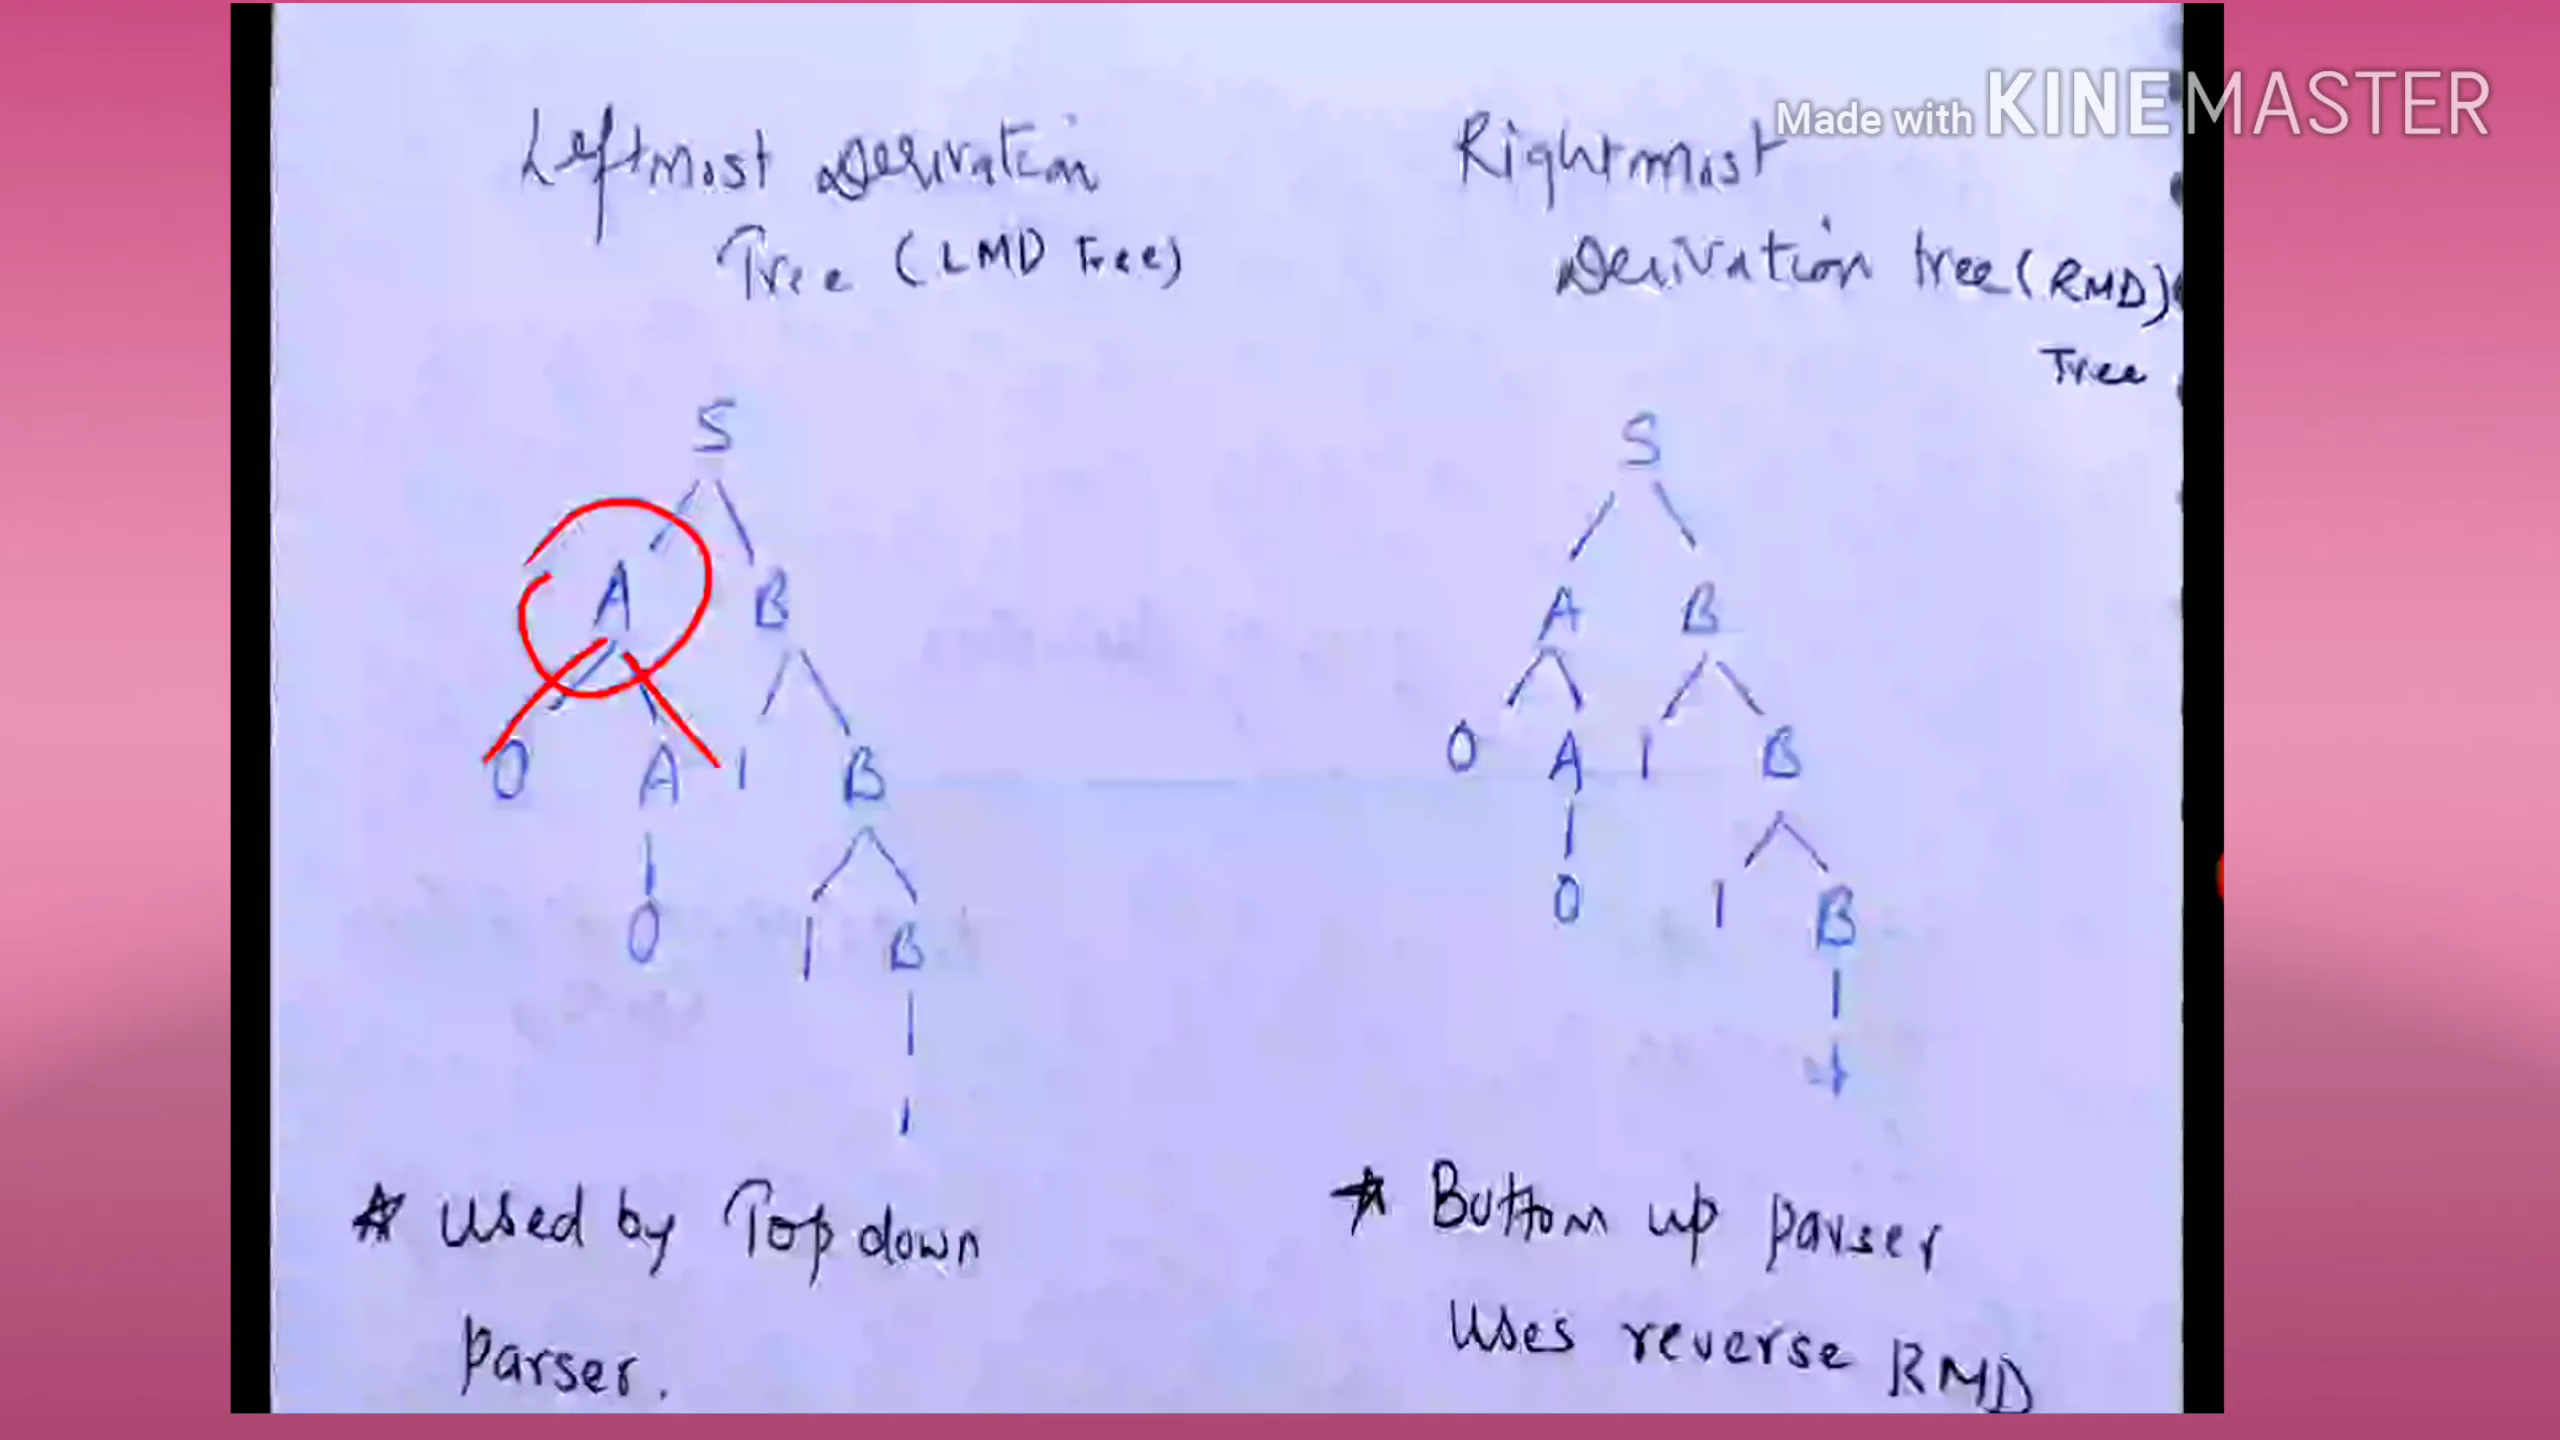 Made with KINEMASTER
Leftmost Derivation
Tree (LMD Tree)
Rightmost
Derivation tree (RMD)
Tree
S
A B
0 A 1 B
0 1 B
1
S
A B
0 A 1 B
0 1 B
1
* Used by Top down
Parser.
* Bottom up parser
Uses reverse RMD